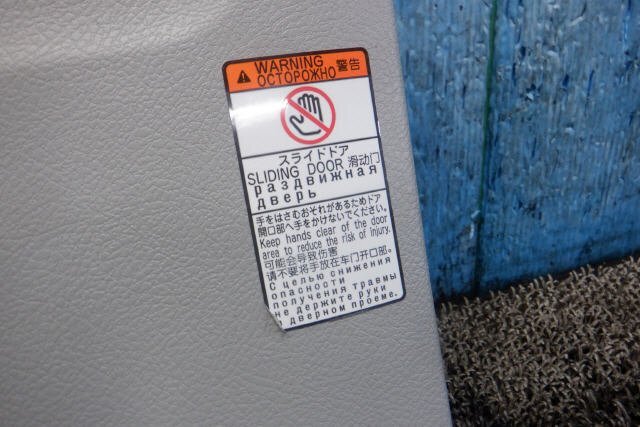 WARNING 警告
ОСТОРОЖНО
スライドドア
SLIDING DOOR 滑动门
раздвижная
дверь
手をはさむおそれがあるためドア
開口部へ手をかけないでください。
Keep hands clear of the door
area to reduce the risk of injury.
可能会导致伤害
请不要将手放在车门开口部。
С целью снижения
опасности
получения травмы
не держите руки
дверном проеме.